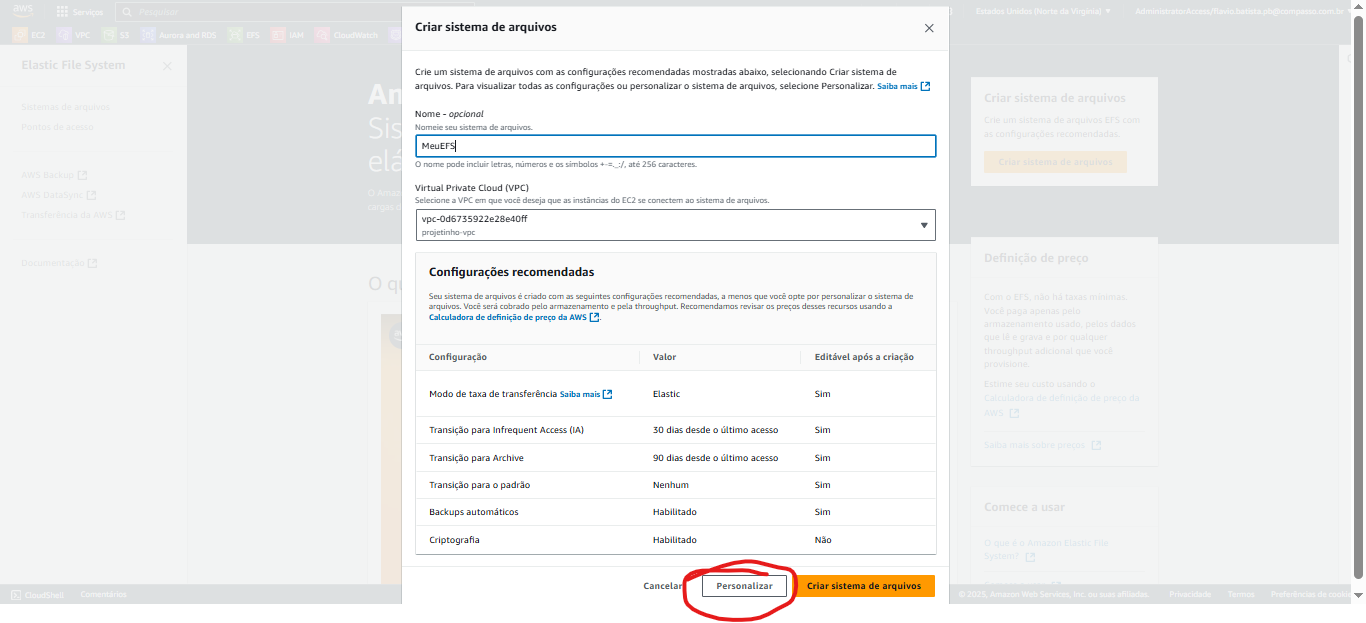 aws
Serviços
Pesquisar
Estados Unidos (Norte da Virgínia)
EC2
VPC
S3
Aurora and RDS
EFS
IAM
CloudWatch
Elastic File System
Sistemas de arquivos
Pontos de acesso
AWS Backup
AWS DataSync
Transferência da AWS
Documentação
Am
Sis
elá
O Amaz
O qu
Criar sistema de arquivos
Crie um sistema de arquivos com as configurações recomendadas mostradas abaixo, selecionando Criar sistema de
arquivos. Para visualizar todas as configurações ou personalizar o sistema de arquivos, selecione Personalizar. Saiba mais
Nome - opcional
Nomeie seu sistema de arquivos.
MeuEFS
O nome pode incluir letras, números e os símbolos +-=._:/, até 256 caracteres.
Virtual Private Cloud (VPC)
Selecione a VPC em que você deseja que as instâncias do EC2 se conectem ao sistema de arquivos.
vpc-0d6735922e28e40ff
projetinho-vpc
Configurações recomendadas
Seu sistema de arquivos é criado com as seguintes configurações recomendadas, a menos que você opte por personalizar o sistema de
arquivos. Você será cobrado pelo armazenamento e pela throughput. Recomendamos revisar os preços desses recursos usando a
Calculadora de definição de preço da AWS.
Configuração Valor Editável após a criação
Modo de taxa de transferência Saiba mais Elastic Sim
Transição para Infrequent Access (IA) 30 dias desde o último acesso Sim
Transição para Archive 90 dias desde o último acesso Sim
Transição para o padrão Nenhum Sim
Backups automáticos Habilitado Sim
Criptografia Habilitado Não
Cancelar Personalizar Criar sistema de arquivos
Criar sistema de arquivos
Crie um sistema de arquivos EFS com
as configurações recomendadas.
Criar sistema de arquivos
Definição de preço
Com o EFS, não há taxas mínimas.
Você paga apenas pelo
armazenamento usado, pelos dados
que lê e grava e por qualquer
throughput adicional que você
provisione.
Estime seu custo usando o
Calculadora de definição de preço da
AWS
Saiba mais sobre preços
Comece a usar
O que é o Amazon Elastic File
System?
CloudShell Comentários
© 2025, Amazon Web Services, Inc. ou suas afiliadas. Privacidade Termos Preferências de cookie